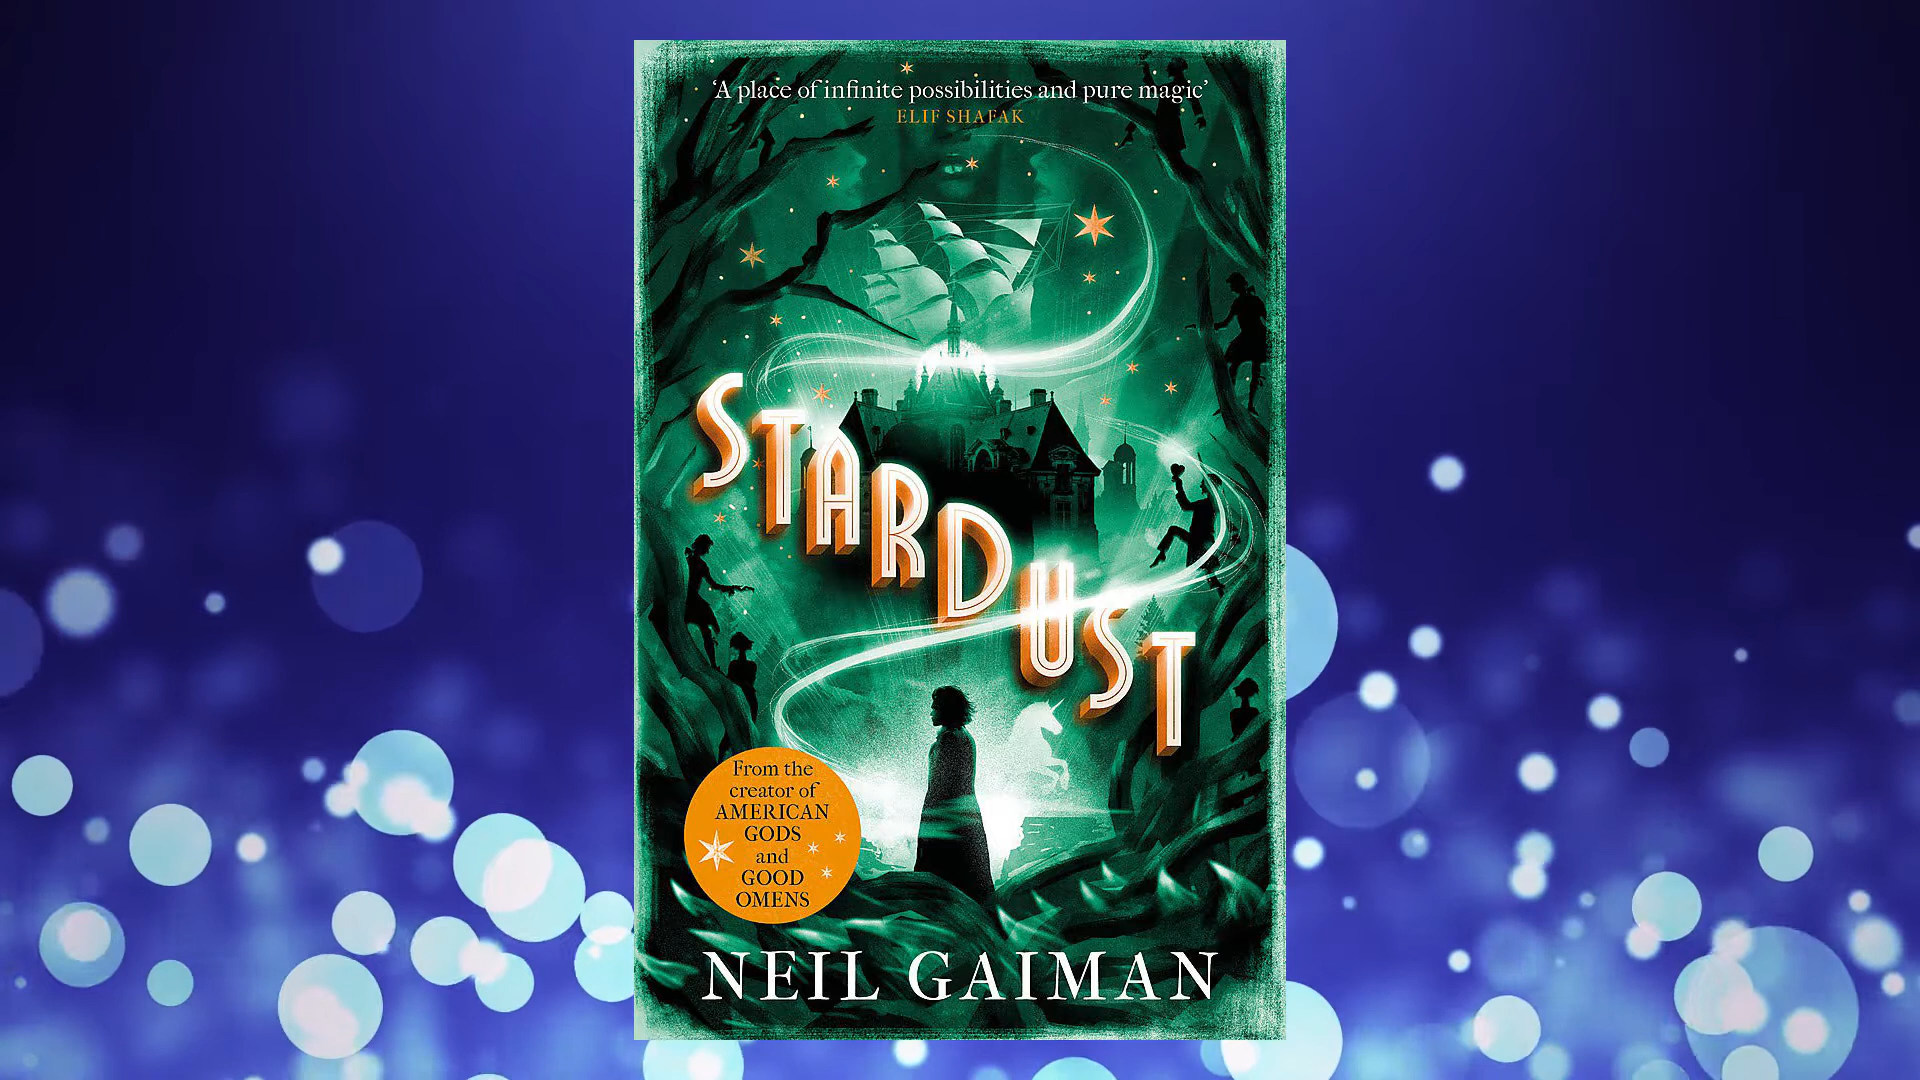 ‘A place of infinite possibilities and pure magic’
ELIF SHAFAK
STARDUST
From the
creator of
AMERICAN
GODS
and
GOOD
OMENS
NEIL GAIMAN